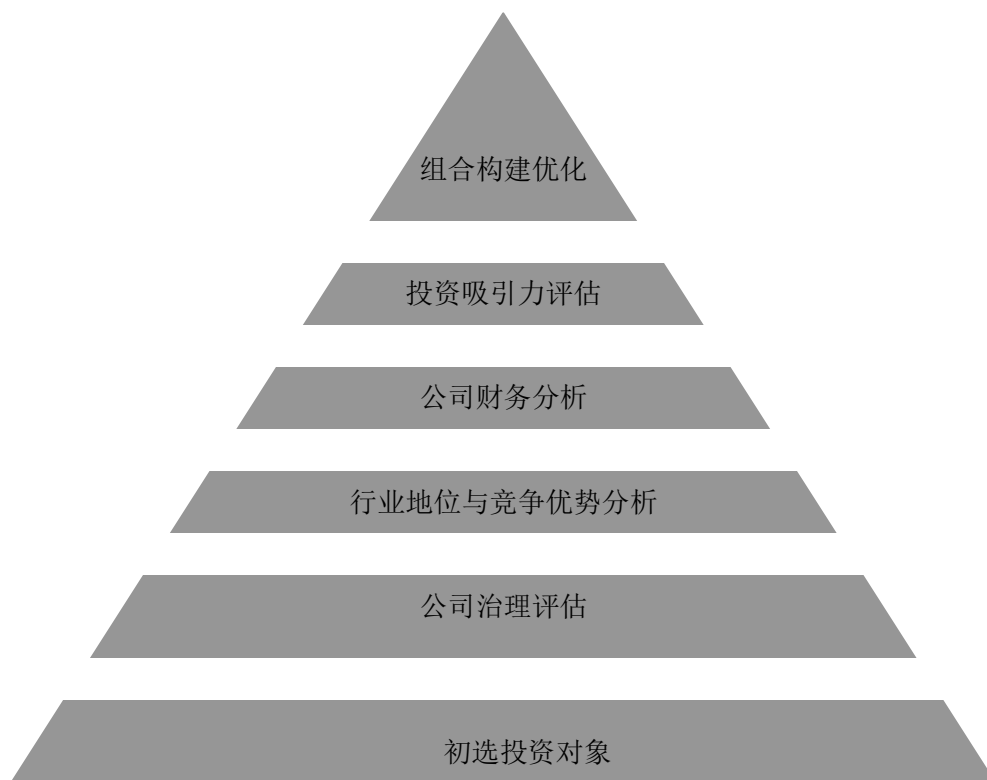 组合构建优化
投资吸引力评估
公司财务分析
行业地位与竞争优势分析
公司治理评估
初选投资对象